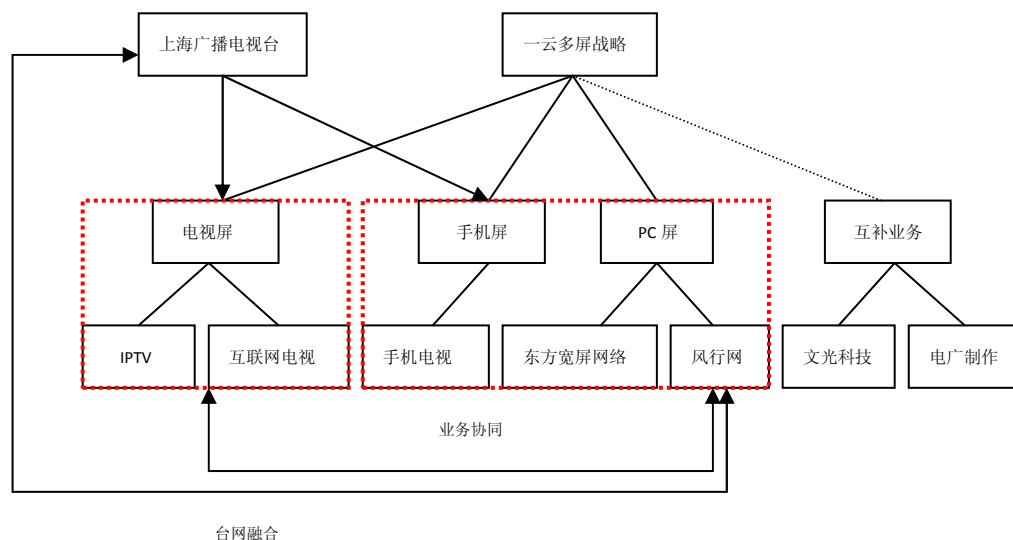 上海广播电视台
一云多屏战略
电视屏
手机屏
PC 屏
互补业务
IPTV
互联网电视
手机电视
东方宽屏网络
风行网
文光科技
电广制作
业务协同
台网融合